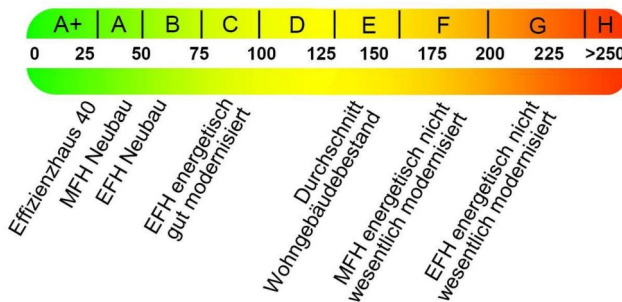 A+ A B C D E F G H
0 25 50 75 100 125 150 175 200 225 >250
Effizienzhaus 40
MFH Neubau
EFH Neubau
EFH energetisch
gut modernisiert
Durchschnitt
Wohngebäudebestand
MFH energetisch nicht
wesentlich modernisiert
EFH energetisch nicht
wesentlich modernisiert